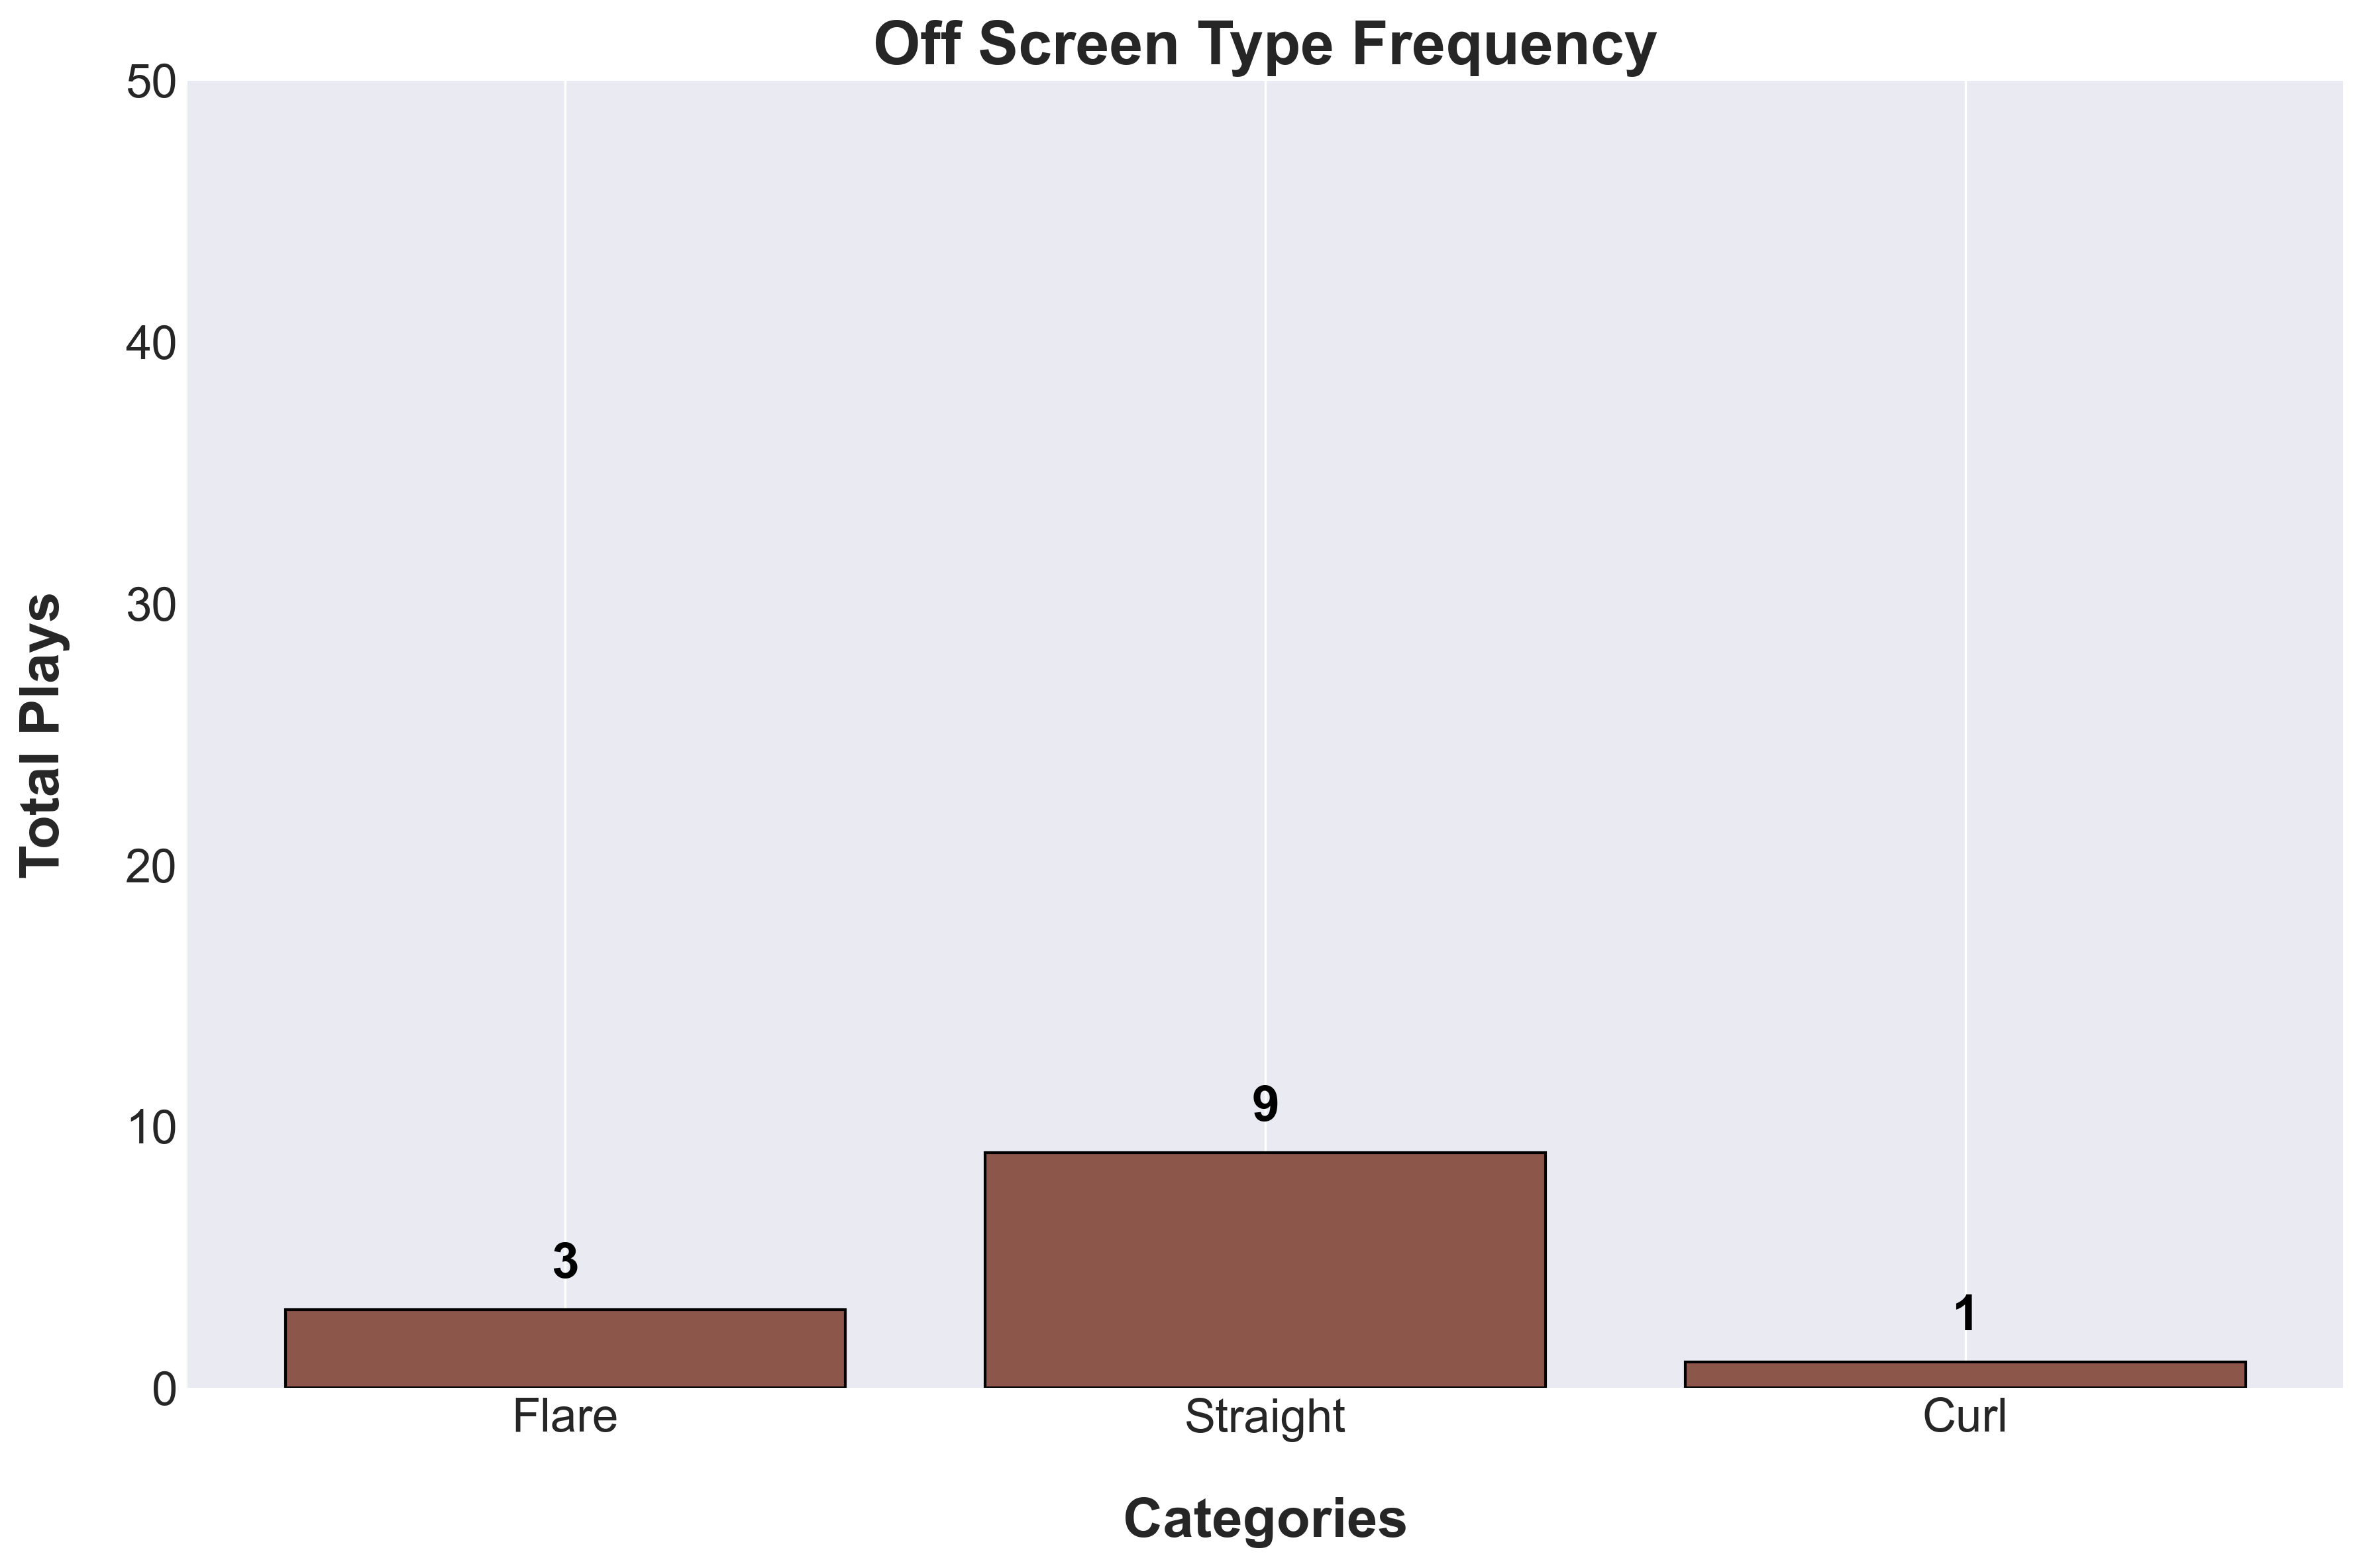 Off Screen Type Frequency
50
40
30
20
10
0
Total Plays
3
9
1
Flare
Straight
Curl
Categories